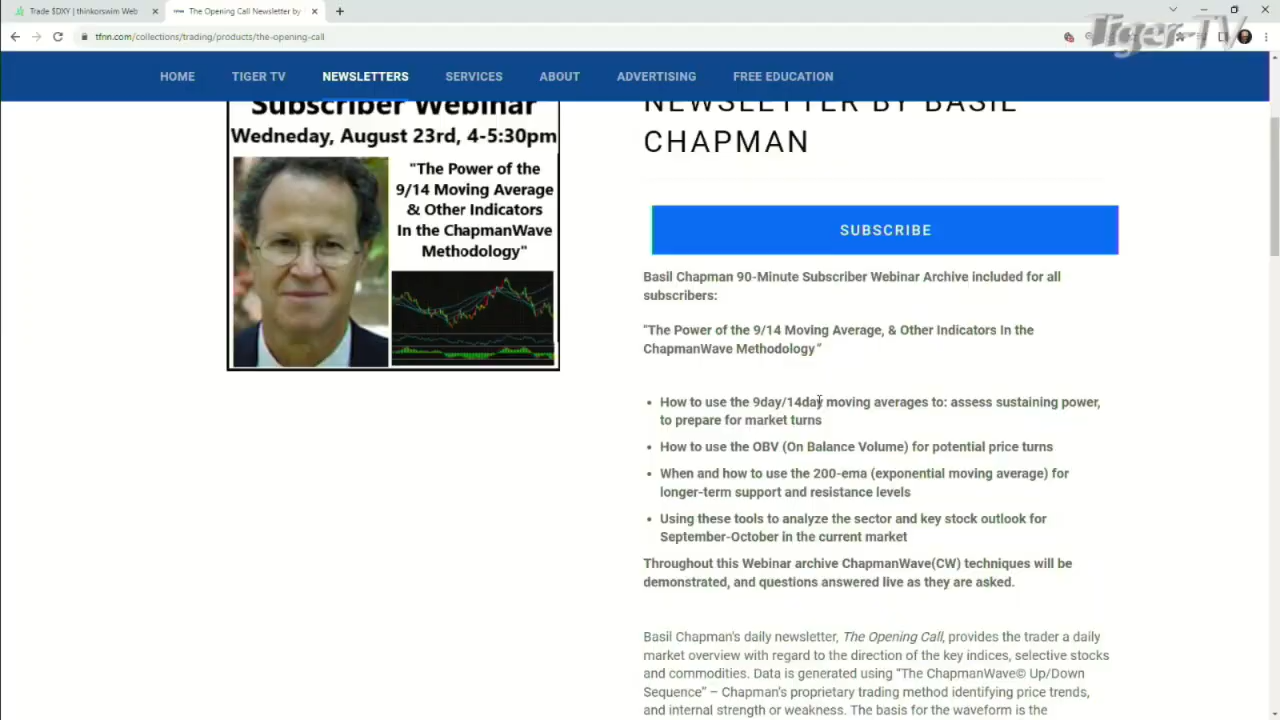 Trade $DXY | thinkorswim Web
The Opening Call Newsletter by
tfnn.com/collections/trading/products/the-opening-call
Tiger-TV
HOME
TIGER TV
NEWSLETTERS
SERVICES
ABOUT
ADVERTISING
FREE EDUCATION
Subscriber Webinar
Wednesday, August 23rd, 4-5:30pm
"The Power of the
9/14 Moving Average
& Other Indicators
In the ChapmanWave
Methodology"
NEWSLETTER BY BASIL
CHAPMAN
SUBSCRIBE
Basil Chapman 90-Minute Subscriber Webinar Archive included for all
subscribers:
"The Power of the 9/14 Moving Average, & Other Indicators In the
ChapmanWave Methodology"
• How to use the 9day/14day moving averages to: assess sustaining power,
to prepare for market turns
• How to use the OBV (On Balance Volume) for potential price turns
• When and how to use the 200-ema (exponential moving average) for
longer-term support and resistance levels
• Using these tools to analyze the sector and key stock outlook for
September-October in the current market
Throughout this Webinar archive ChapmanWave(CW) techniques will be
demonstrated, and questions answered live as they are asked.
Basil Chapman's daily newsletter, The Opening Call, provides the trader a daily
market overview with regard to the direction of the key indices, selective stocks
and commodities. Data is generated using “The ChapmanWave© Up/Down
Sequence” – Chapman's proprietary trading method identifying price trends,
and internal strength or weakness. The basis for the waveform is the